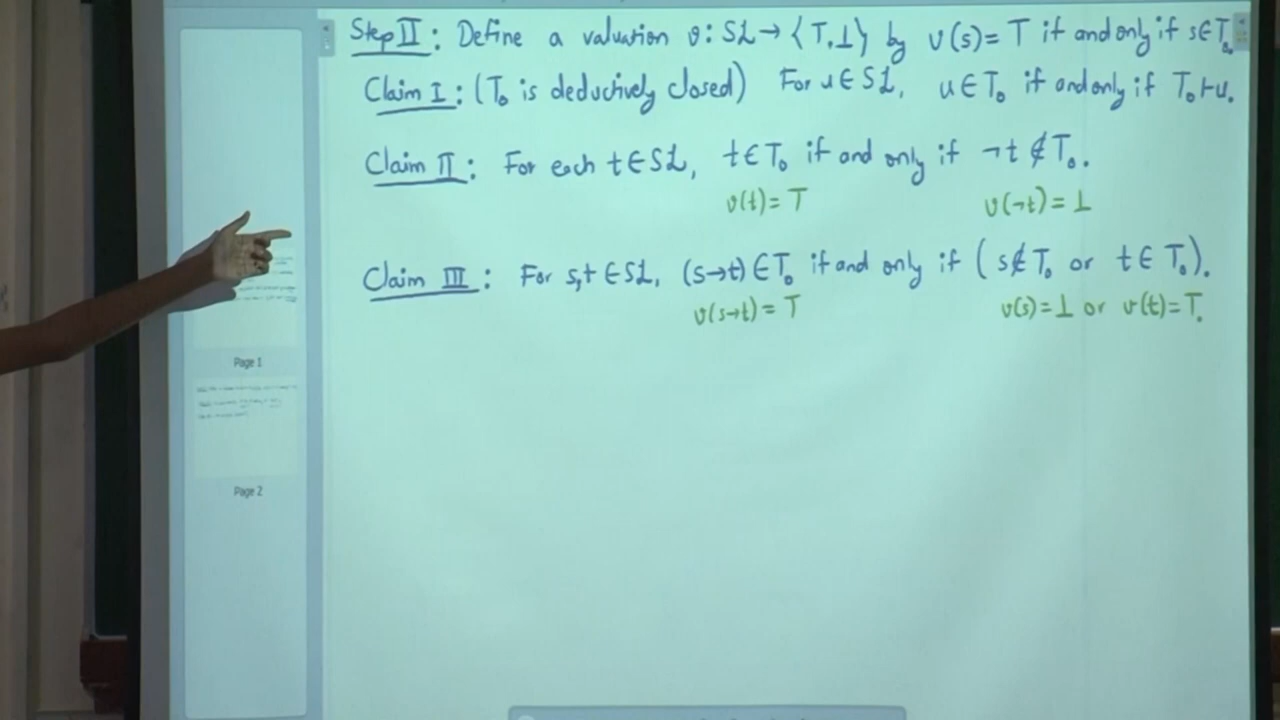 Step II : Define a valuation v: SL → {T,⊥} by v(s)= T if and only if s∈T₀.
Claim I : (T₀ is deductively closed) For u∈SL, u∈T₀ if and only if T₀⊢u.
Claim II : For each t∈SL, t∈T₀ if and only if ¬t∉T₀.
v(t)= T v(¬t)=⊥
Claim III : For s,t∈SL, (s→t)∈T₀ if and only if (s∉T₀ or t∈T₀).
v(s→t)= T v(s)=⊥ or v(t)=T.
Page 1
Page 2